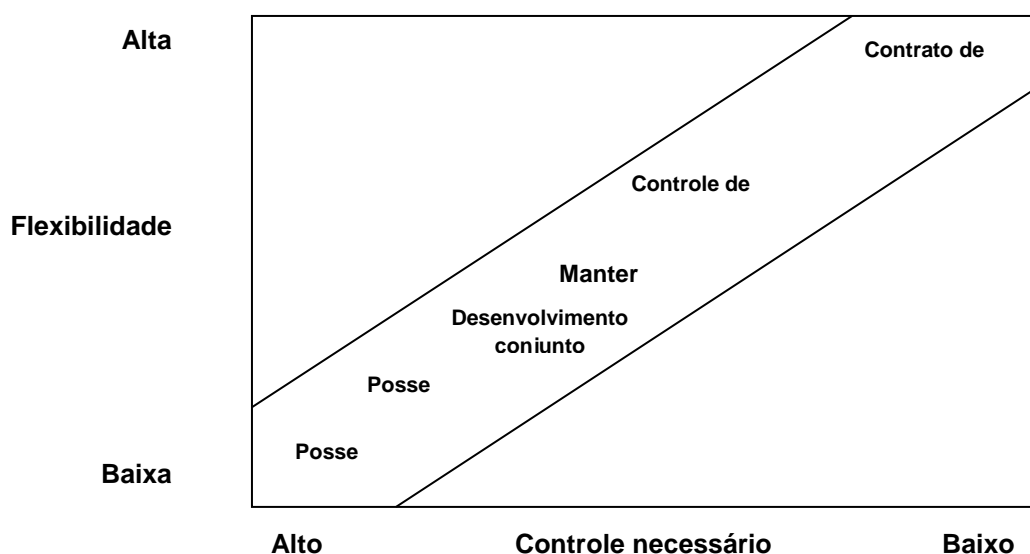 Alta
Contrato de
Controle de
Flexibilidade
Manter
Desenvolvimento
conjunto
Posse
Posse
Baixa
Alto Controle necessário Baixo